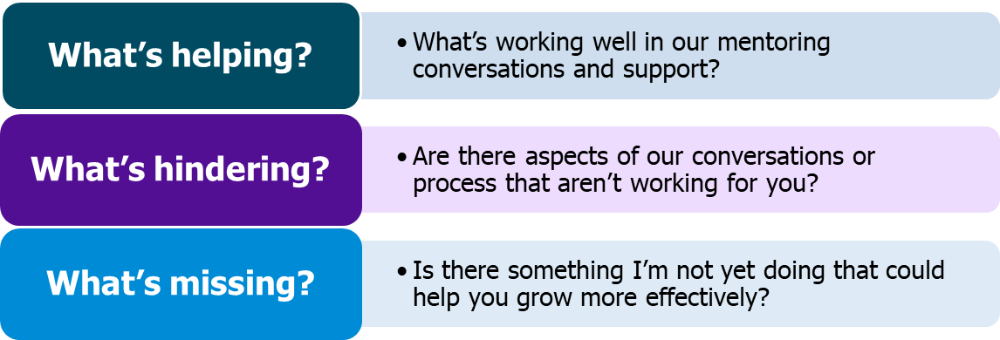 What’s helping?
• What’s working well in our mentoring
conversations and support?
What’s hindering?
• Are there aspects of our conversations or
process that aren’t working for you?
What’s missing?
• Is there something I’m not yet doing that could
help you grow more effectively?